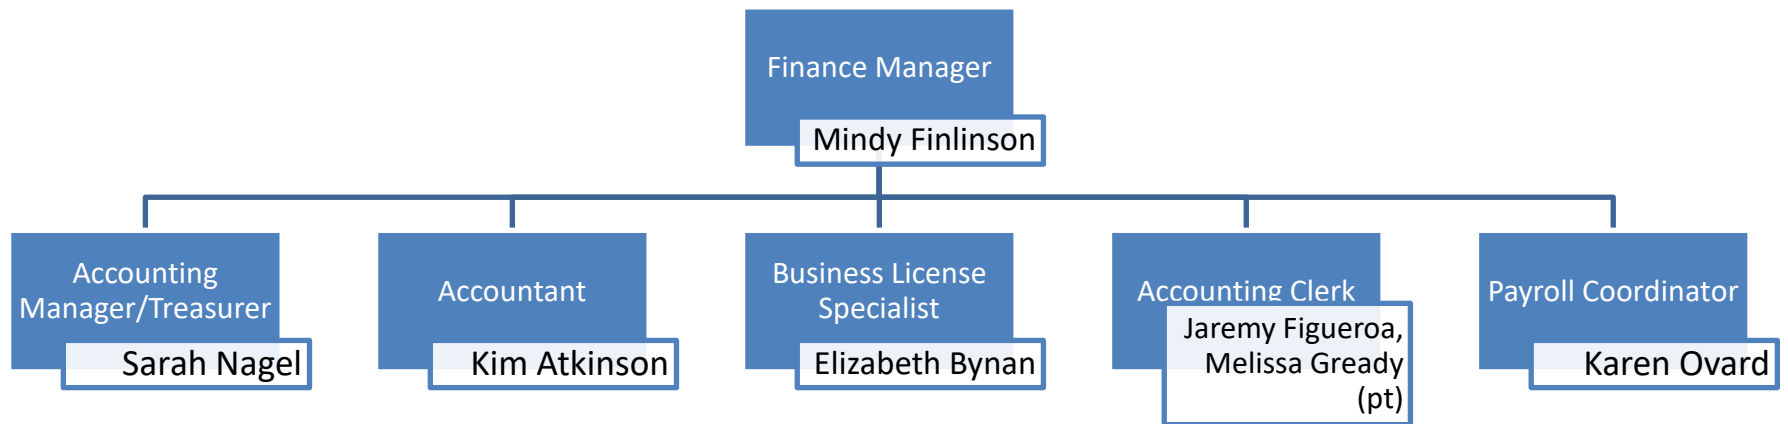 Finance Manager
Mindy Finlinson
Accounting
Manager/Treasurer
Sarah Nagel
Accountant
Kim Atkinson
Business License
Specialist
Elizabeth Bynan
Accounting Clerk
Jaremy Figueroa,
Melissa Gready
(pt)
Payroll Coordinator
Karen Ovard